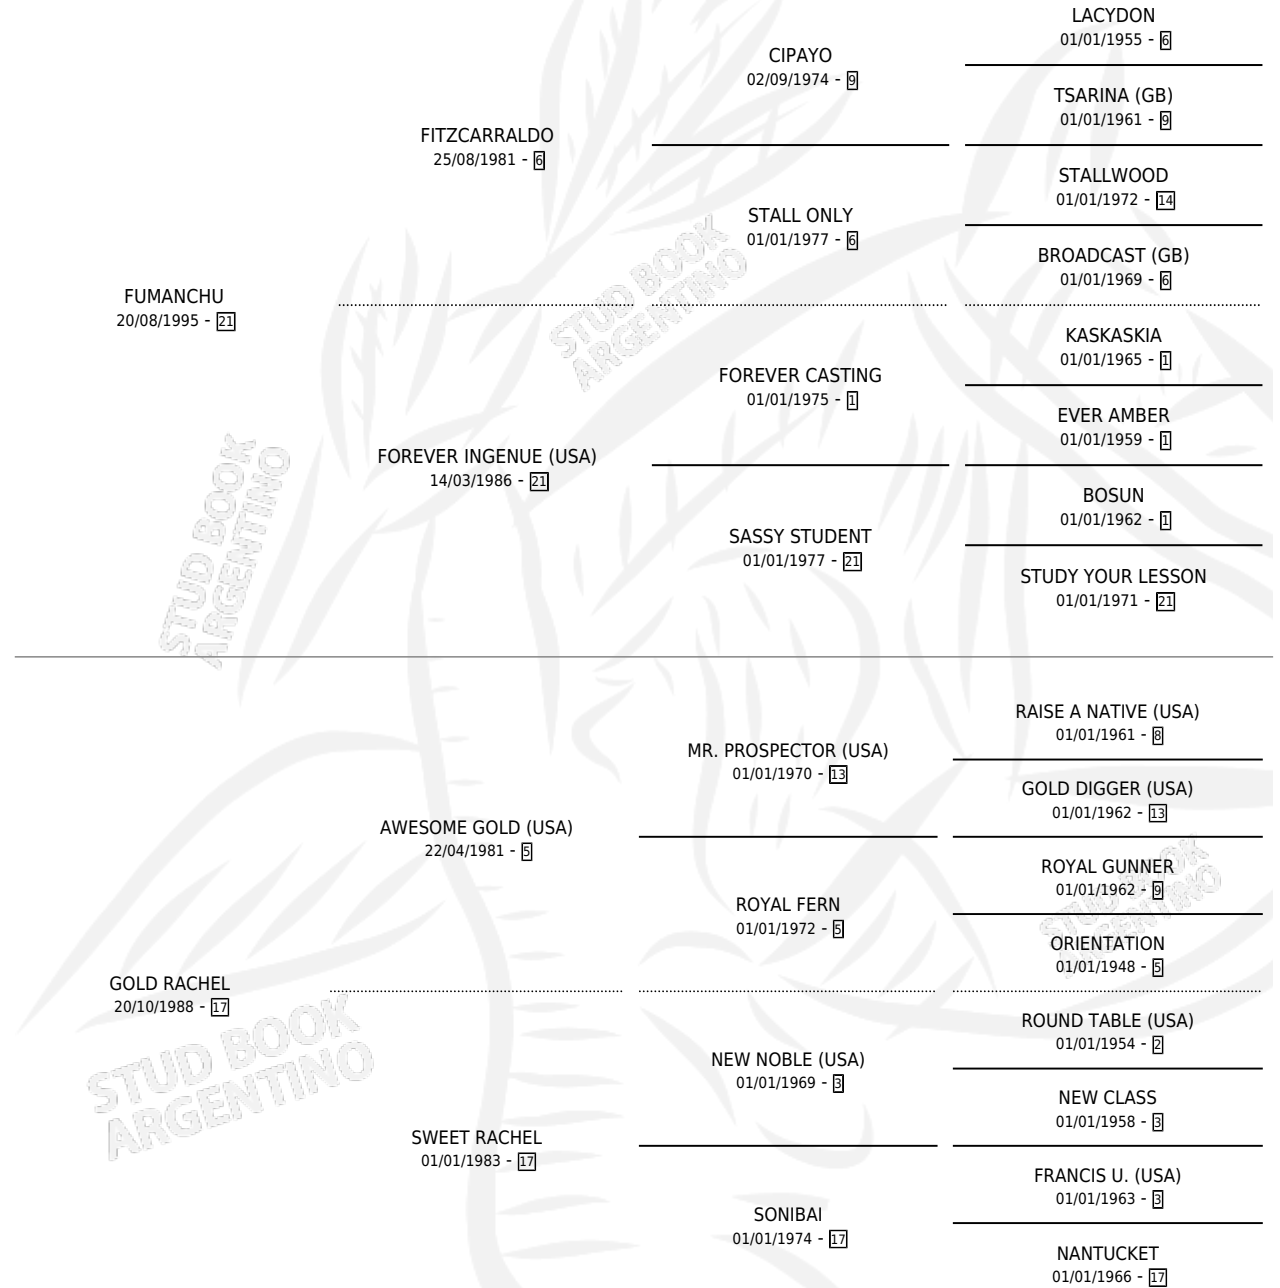 LACYDON
01/01/1955 - 6
CIPAYO
02/09/1974 - 9
TSARINA (GB)
01/01/1961 - 9
FITZCARRALDO
25/08/1981 - 6
STALLWOOD
01/01/1972 - 14
STALL ONLY
01/01/1977 - 6
BROADCAST (GB)
01/01/1969 - 6
FUMANCHU
20/08/1995 - 21
KASKASKIA
01/01/1965 - 1
FOREVER CASTING
01/01/1975 - 1
EVER AMBER
01/01/1959 - 1
FOREVER INGENUE (USA)
14/03/1986 - 21
BOSUN
01/01/1962 - 1
SASSY STUDENT
01/01/1977 - 21
STUDY YOUR LESSON
01/01/1971 - 21
RAISE A NATIVE (USA)
01/01/1961 - 8
MR. PROSPECTOR (USA)
01/01/1970 - 13
GOLD DIGGER (USA)
01/01/1962 - 13
AWESOME GOLD (USA)
22/04/1981 - 5
ROYAL GUNNER
01/01/1962 - 9
ROYAL FERN
01/01/1972 - 5
ORIENTATION
01/01/1948 - 5
GOLD RACHEL
20/10/1988 - 17
ROUND TABLE (USA)
01/01/1954 - 2
NEW NOBLE (USA)
01/01/1969 - 3
NEW CLASS
01/01/1958 - 3
SWEET RACHEL
01/01/1983 - 17
FRANCIS U. (USA)
01/01/1963 - 3
SONIBAI
01/01/1974 - 17
NANTUCKET
01/01/1966 - 17
STUD BOOK
ARGENTINO
STUD BOOK
ARGENTINO
STUD BOOK
ARGENTINO
STUD BOOK
ARGENTINO